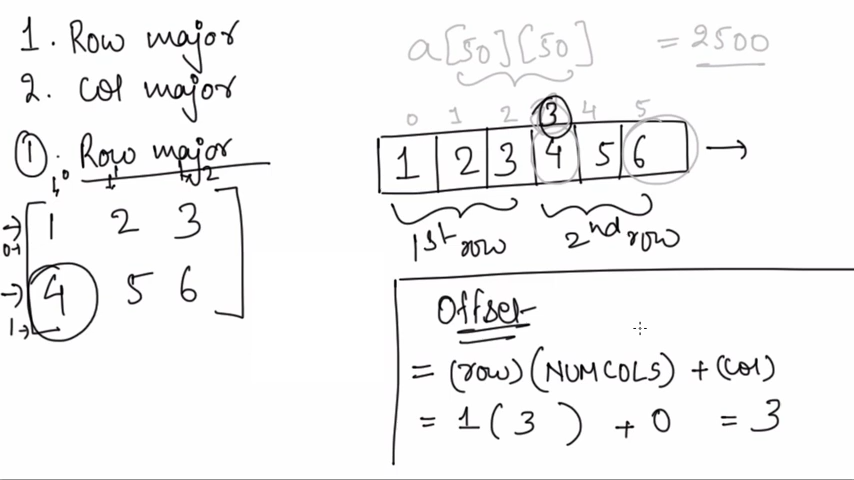 1. Row major
2. Col major
①. Row major
0 1 2
0→ 1 2 3
1→ 4 5 6
a[50][50] = 2500
0 1 2 3 4 5
1 2 3 4 5 6 →
1st row 2nd row
Offset
= (row)(NUMCOLS) + (col)
= 1(3) + 0 = 3